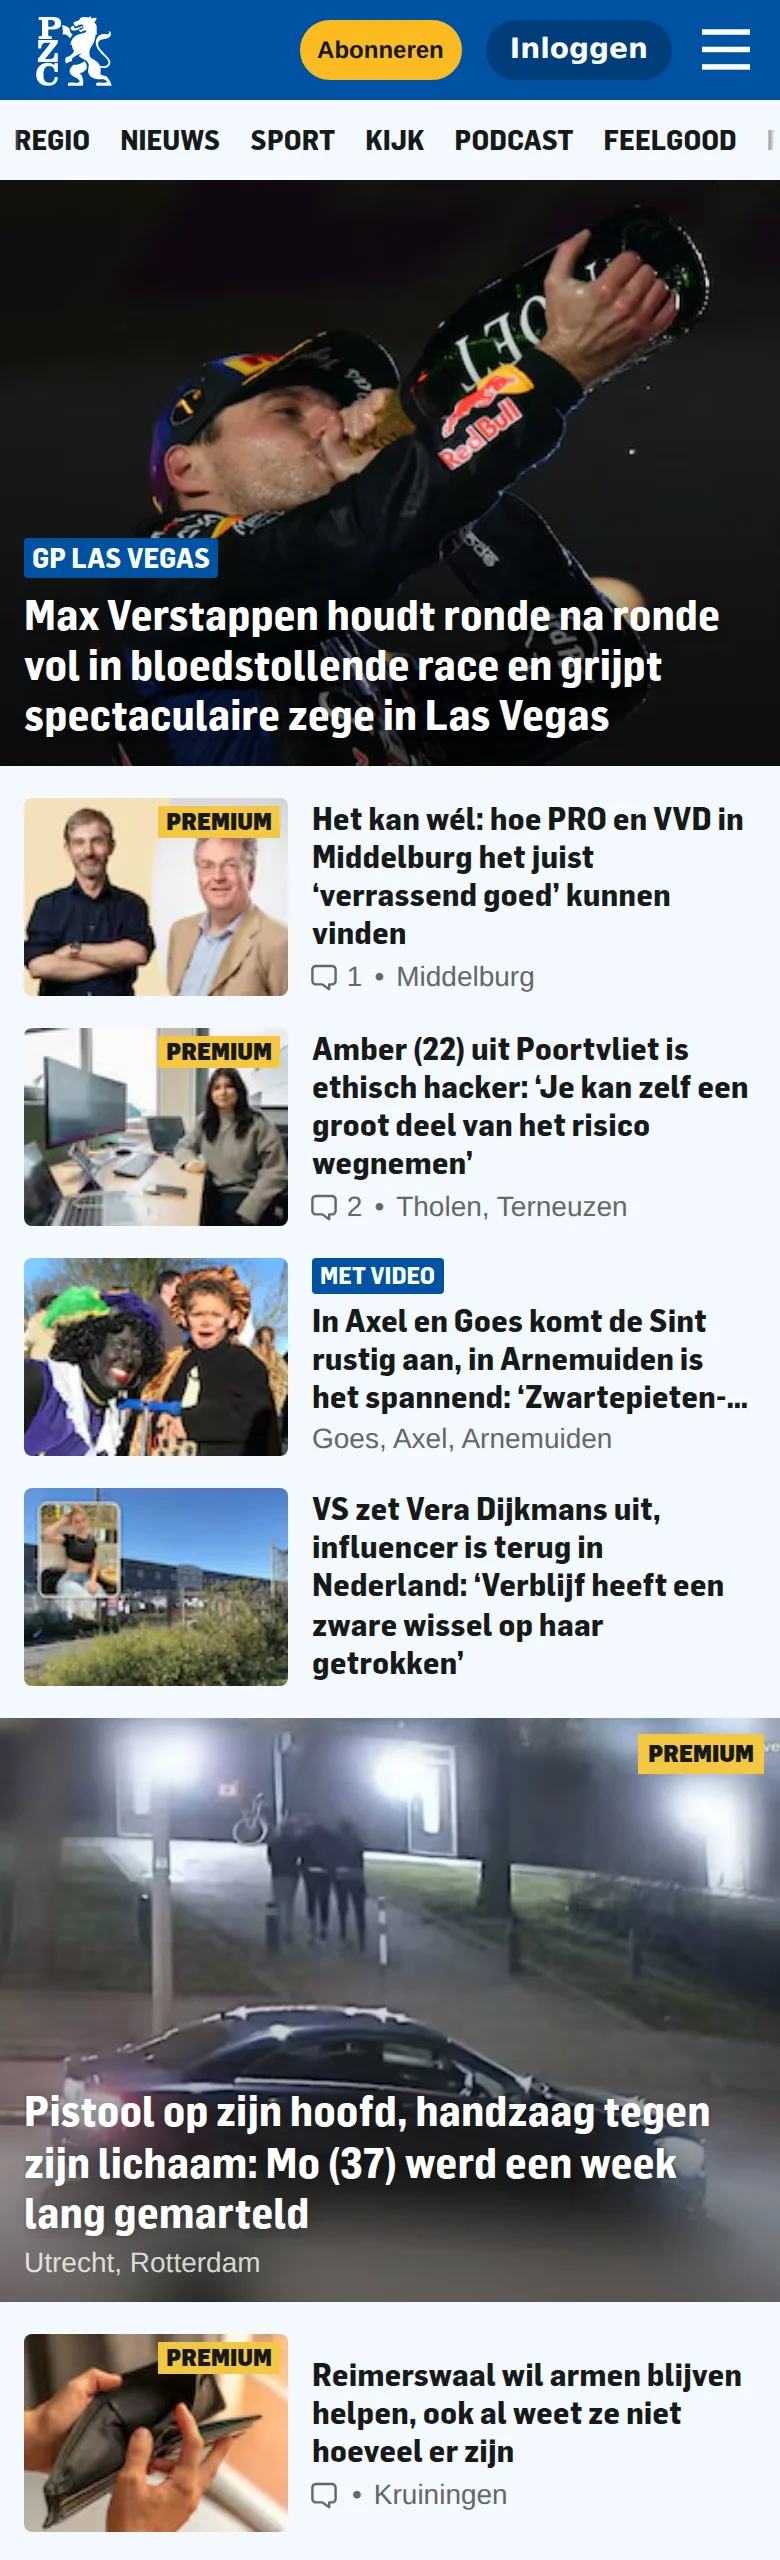 P
Z
C
Abonneren
Inloggen
REGIO NIEUWS SPORT KIJK PODCAST FEELGOOD
MOET
Red Bull
GP LAS VEGAS
Max Verstappen houdt ronde na ronde
vol in bloedstollende race en grijpt
spectaculaire zege in Las Vegas
PREMIUM
Het kan wél: hoe PRO en VVD in
Middelburg het juist
‘verrassend goed’ kunnen
vinden
1 • Middelburg
PREMIUM
Amber (22) uit Poortvliet is
ethisch hacker: ‘Je kan zelf een
groot deel van het risico
wegnemen’
2 • Tholen, Terneuzen
MET VIDEO
In Axel en Goes komt de Sint
rustig aan, in Arnemuiden is
het spannend: ‘Zwartepieten-...
Goes, Axel, Arnemuiden
VS zet Vera Dijkmans uit,
influencer is terug in
Nederland: ‘Verblijf heeft een
zware wissel op haar
getrokken’
PREMIUM
Pistool op zijn hoofd, handzaag tegen
zijn lichaam: Mo (37) werd een week
lang gemarteld
Utrecht, Rotterdam
PREMIUM
Reimerswaal wil armen blijven
helpen, ook al weet ze niet
hoeveel er zijn
• Kruiningen